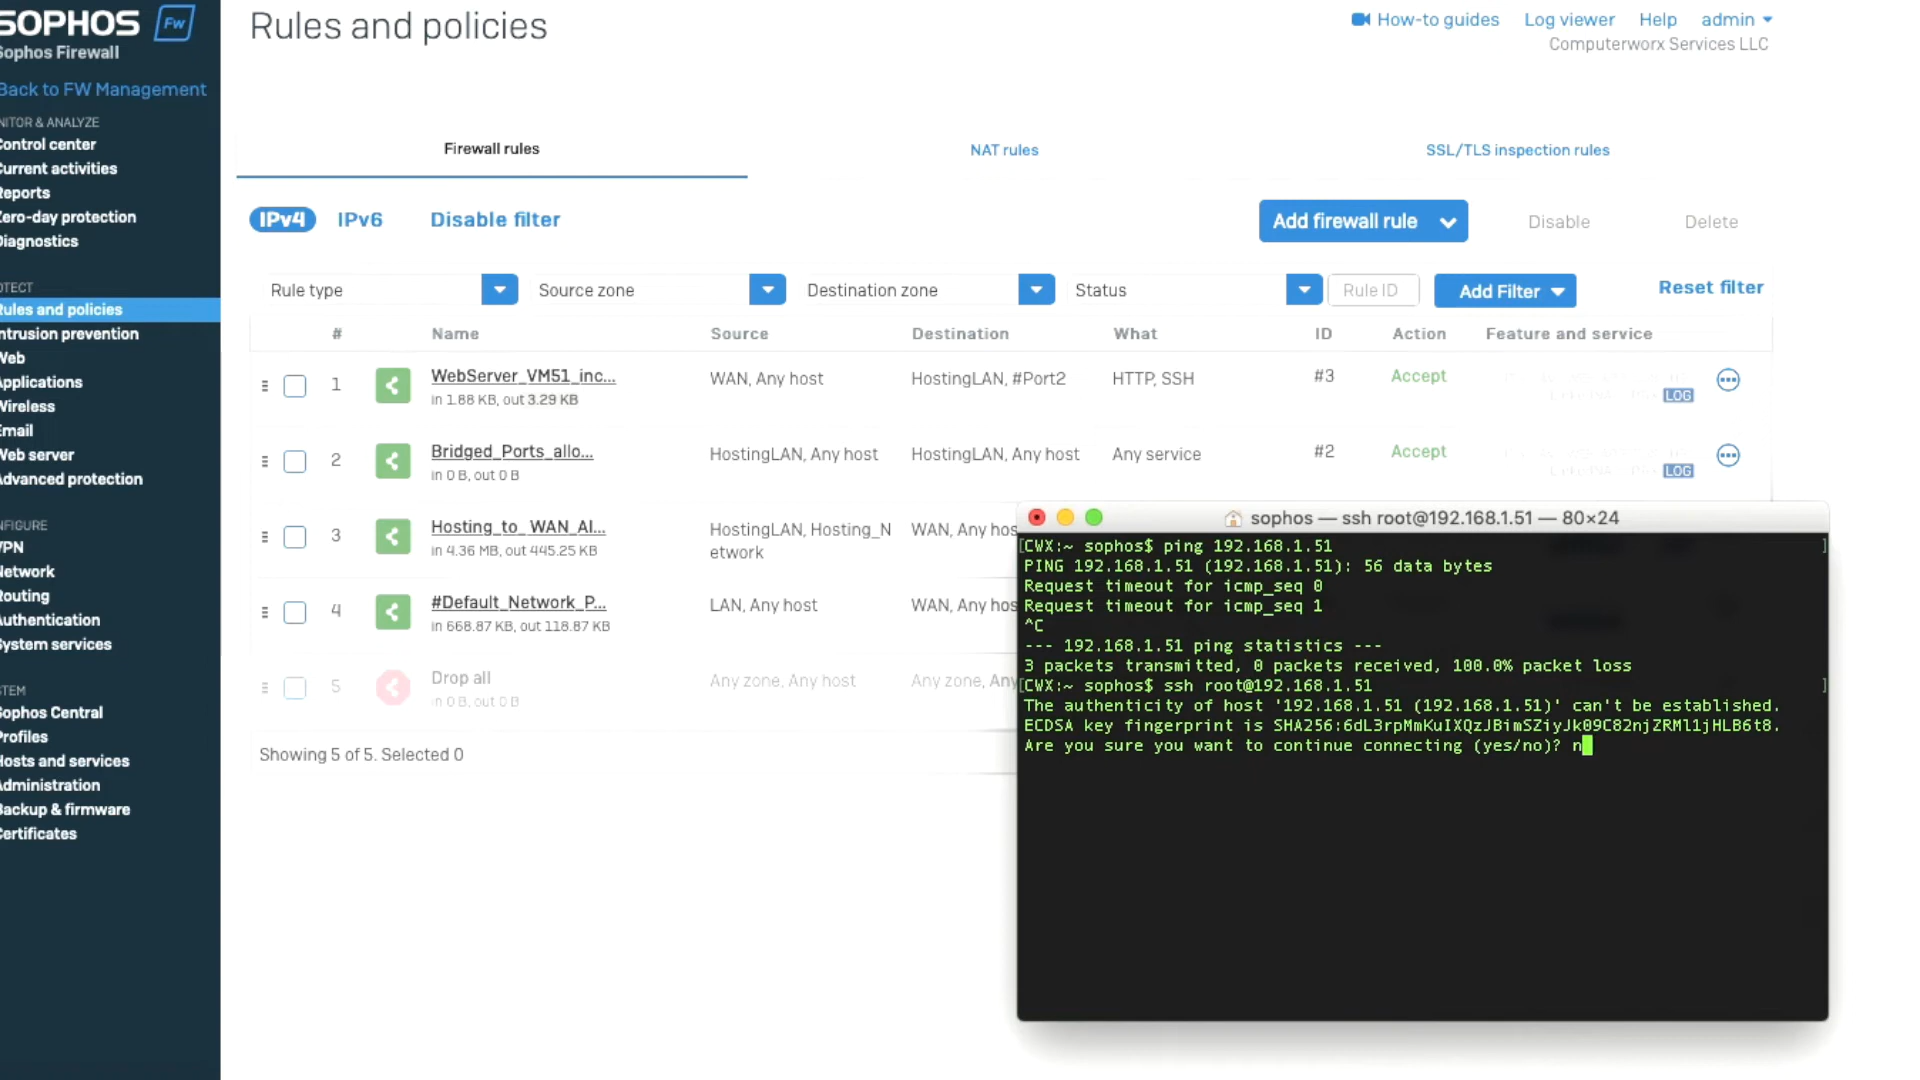 SOPHOS Fw
Sophos Firewall
Back to FW Management
NITOR & ANALYZE
Control center
Current activities
Reports
Zero-day protection
Diagnostics
OTECT
Rules and policies
Intrusion prevention
Web
Applications
Wireless
Email
Web server
Advanced protection
NFIGURE
VPN
Network
Routing
Authentication
System services
STEM
Sophos Central
Profiles
Hosts and services
Administration
Backup & firmware
Certificates
Rules and policies
How-to guides Log viewer Help admin
Computerworx Services LLC
Firewall rules NAT rules SSL/TLS inspection rules
IPv4 IPv6 Disable filter Add firewall rule Disable Delete
Rule type Source zone Destination zone Status Rule ID Add Filter Reset filter
# Name Source Destination What ID Action Feature and service
1 WebServer_VM51_inc... WAN, Any host HostingLAN, #Port2 HTTP, SSH #3 Accept
in 1.88 KB, out 3.29 KB LOG
2 Bridged_Ports_allo... HostingLAN, Any host HostingLAN, Any host Any service #2 Accept
in 0 B, out 0 B LOG
3 Hosting_to_WAN_Al... HostingLAN, Hosting_N WAN, Any hos
in 4.36 MB, out 445.25 KB etwork
4 #Default_Network_P... LAN, Any host WAN, Any hos
in 668.87 KB, out 118.87 KB
5 Drop all Any zone, Any host Any zone, Any
in 0 B, out 0 B
Showing 5 of 5. Selected 0
sophos — ssh root@192.168.1.51 — 80×24
[CWX:~ sophos$ ping 192.168.1.51 ]
PING 192.168.1.51 (192.168.1.51): 56 data bytes
Request timeout for icmp_seq 0
Request timeout for icmp_seq 1
^C
--- 192.168.1.51 ping statistics ---
3 packets transmitted, 0 packets received, 100.0% packet loss
[CWX:~ sophos$ ssh root@192.168.1.51 ]
The authenticity of host '192.168.1.51 (192.168.1.51)' can't be established.
ECDSA key fingerprint is SHA256:6dL3rpMmKuIXQzJBimSZiyJk09C82njZRMl1jHLB6t8.
Are you sure you want to continue connecting (yes/no)? n